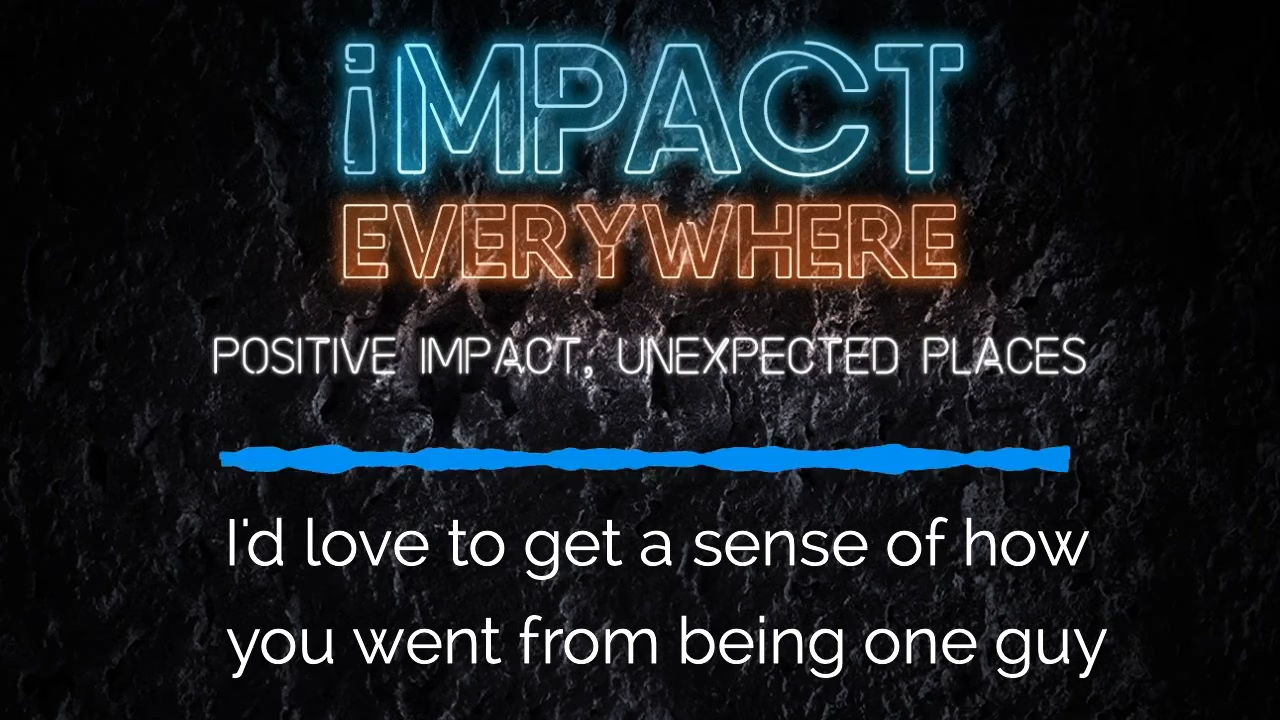 iMPACT
EVERYWHERE
POSITIVE IMPACT, UNEXPECTED PLACES
I'd love to get a sense of how
you went from being one guy